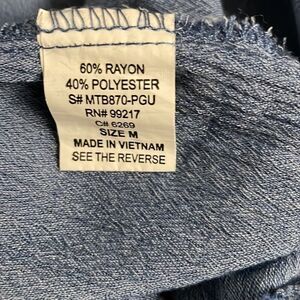 60% RAYON
40% POLYESTER
S# MTB870-PGU
RN# 99217
C# 6269
SIZE M
MADE IN VIETNAM
SEE THE REVERSE